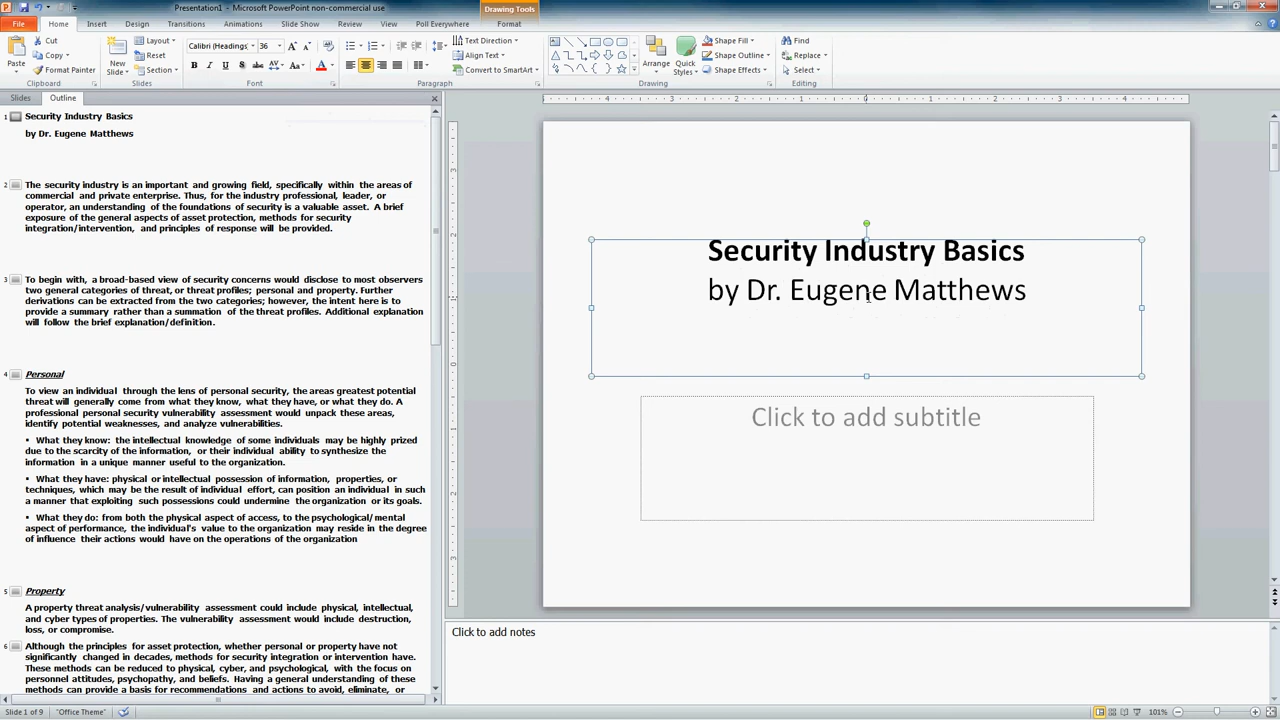 Presentation1 - Microsoft PowerPoint non-commercial use
Drawing Tools
File Home Insert Design Transitions Animations Slide Show Review View Poll Everywhere Format
Cut
Copy
Format Painter
Paste
Clipboard
New
Slide
Layout
Reset
Section
Slides
Calibri (Headings) 36
Font
Text Direction
Align Text
Convert to SmartArt
Paragraph
Arrange
Quick
Styles
Shape Fill
Shape Outline
Shape Effects
Drawing
Find
Replace
Select
Editing
Slides Outline
1 Security Industry Basics
by Dr. Eugene Matthews
2 The security industry is an important and growing field, specifically within the areas of
commercial and private enterprise. Thus, for the industry professional, leader, or
operator, an understanding of the foundations of security is a valuable asset. A brief
exposure of the general aspects of asset protection, methods for security
integration/intervention, and principles of response will be provided.
3 To begin with, a broad-based view of security concerns would disclose to most observers
two general categories of threat, or threat profiles; personal and property. Further
derivations can be extracted from the two categories; however, the intent here is to
provide a summary rather than a summation of the threat profiles. Additional explanation
will follow the brief explanation/definition.
4 Personal
To view an individual through the lens of personal security, the areas greatest potential
threat will generally come from what they know, what they have, or what they do. A
professional personal security vulnerability assessment would unpack these areas,
identify potential weaknesses, and analyze vulnerabilities.
• What they know: the intellectual knowledge of some individuals may be highly prized
due to the scarcity of the information, or their individual ability to synthesize the
information in a unique manner useful to the organization.
• What they have: physical or intellectual possession of information, properties, or
techniques, which may be the result of individual effort, can position an individual in such
a manner that exploiting such possessions could undermine the organization or its goals.
• What they do: from both the physical aspect of access, to the psychological/mental
aspect of performance, the individual's value to the organization may reside in the degree
of influence their actions would have on the operations of the organization
5 Property
A property threat analysis/vulnerability assessment could include physical, intellectual,
and cyber types of properties. The vulnerability assessment would include destruction,
loss, or compromise.
6 Although the principles for asset protection, whether personal or property have not
significantly changed in decades, methods for security integration or intervention have.
These methods can be reduced to physical, cyber, and psychological, with the focus on
personnel attitudes, psychopathy, and beliefs. Having a general understanding of these
methods can provide a basis for recommendations and actions to avoid, eliminate, or
Security Industry Basics
by Dr. Eugene Matthews
Click to add subtitle
Click to add notes
Slide 1 of 9 "Office Theme" 101%